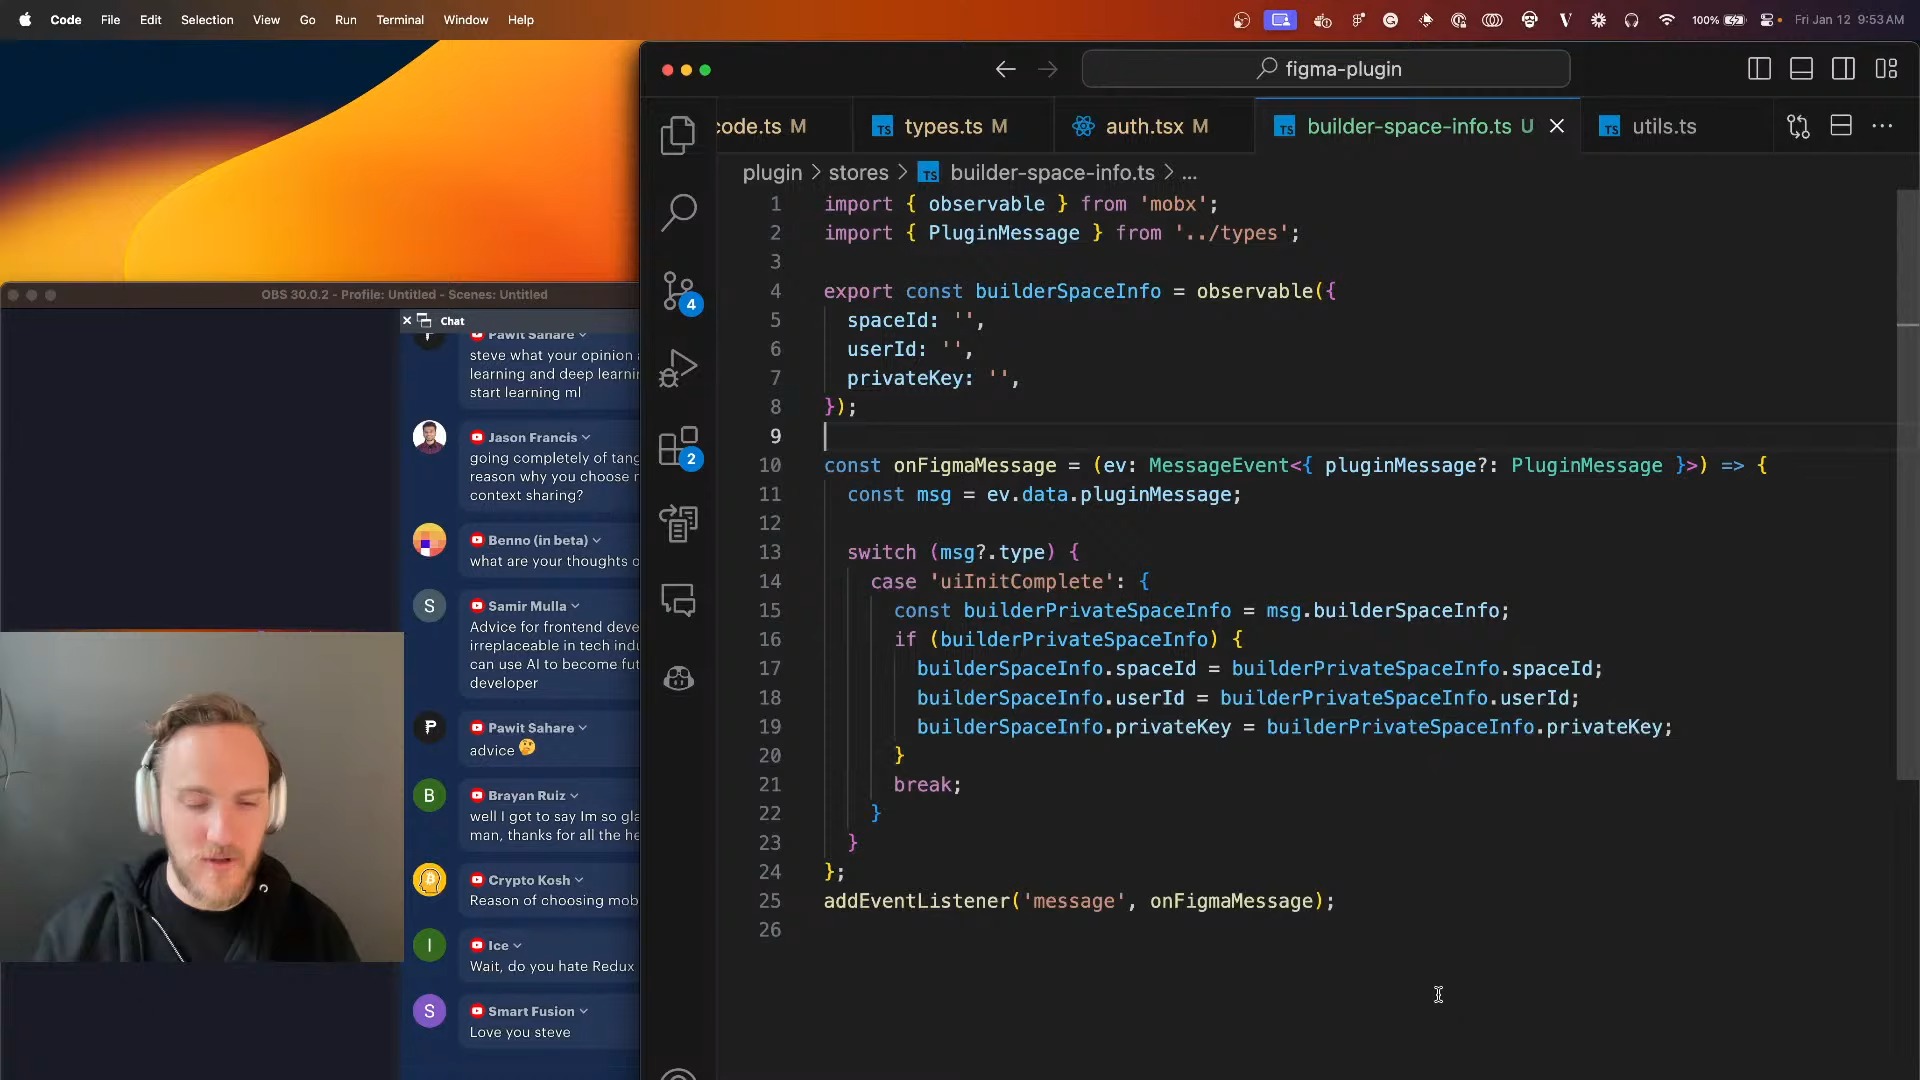 Code File Edit Selection View Go Run Terminal Window Help
100% Fri Jan 12 9:53 AM
figma-plugin
code.ts M
types.ts M
auth.tsx M
builder-space-info.ts U
utils.ts
plugin > stores > builder-space-info.ts > ...
4
2
1 import { observable } from 'mobx';
2 import { PluginMessage } from '../types';
3
4 export const builderSpaceInfo = observable({
5 spaceId: '',
6 userId: '',
7 privateKey: '',
8 });
9
10 const onFigmaMessage = (ev: MessageEvent<{ pluginMessage?: PluginMessage }>) => {
11 const msg = ev.data.pluginMessage;
12
13 switch (msg?.type) {
14 case 'uiInitComplete': {
15 const builderPrivateSpaceInfo = msg.builderSpaceInfo;
16 if (builderPrivateSpaceInfo) {
17 builderSpaceInfo.spaceId = builderPrivateSpaceInfo.spaceId;
18 builderSpaceInfo.userId = builderPrivateSpaceInfo.userId;
19 builderSpaceInfo.privateKey = builderPrivateSpaceInfo.privateKey;
20 }
21 break;
22 }
23 }
24 };
25 addEventListener('message', onFigmaMessage);
26
OBS 30.0.2 - Profile: Untitled - Scenes: Untitled
Chat
Pawit Sahare
steve what your opinion
learning and deep
start learning ml
Jason Francis
going completely of
reason why you choose
context sharing?
Benno (in beta)
what are your thoughts
S
Samir Mulla
Advice for frontend
irreplaceable in tech
can use AI to become
developer
Pawit Sahare
advice 🤔
B
Brayan Ruiz
well I got to say Im so
man, thanks for all the
Crypto Kosh
Reason of choosing
I
Ice
Wait, do you hate Redux
S
Smart Fusion
Love you steve